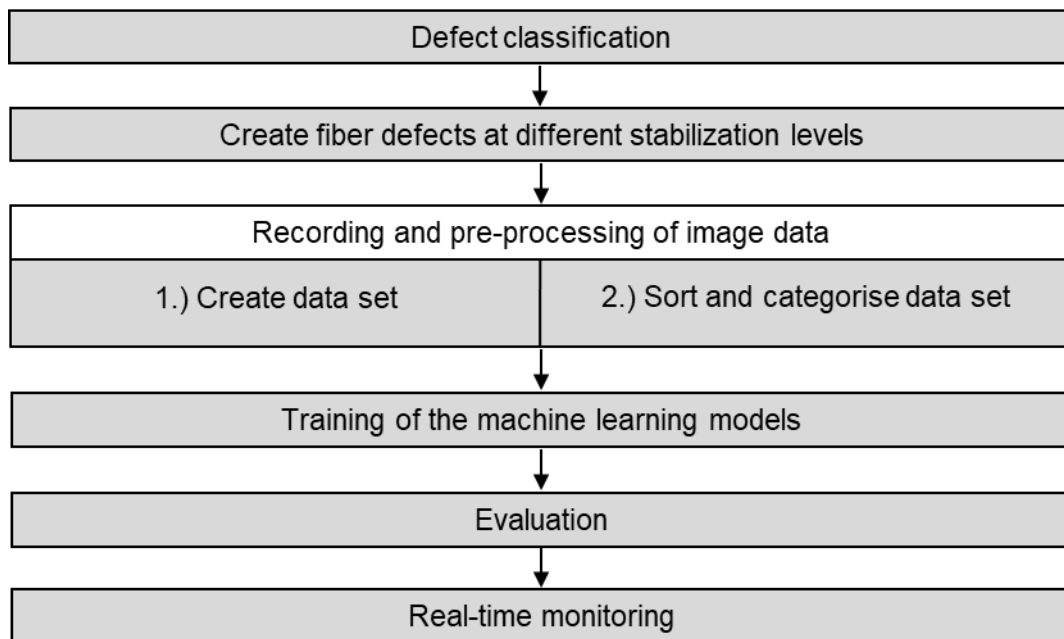 Defect classification
Create fiber defects at different stabilization levels
Recording and pre-processing of image data
1.) Create data set
2.) Sort and categorise data set
Training of the machine learning models
Evaluation
Real-time monitoring